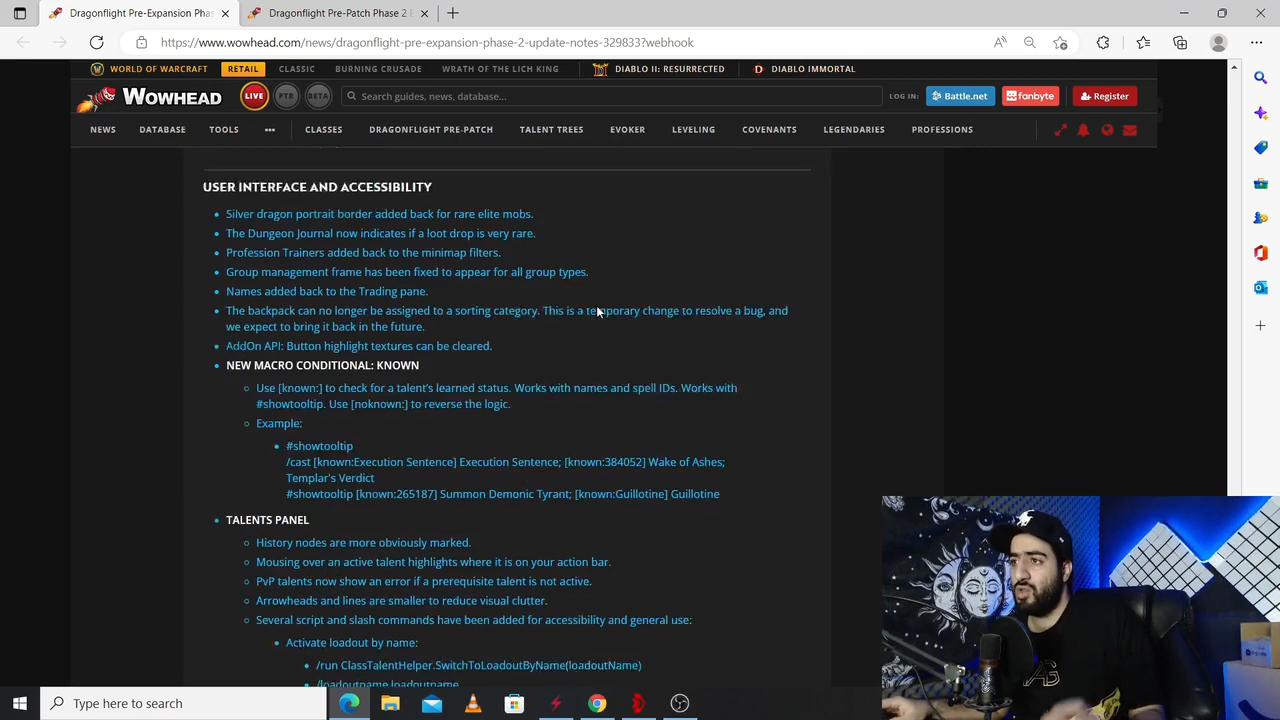 Dragonflight Pre-Expansion Pha
Dragonflight Pre-Patch Phase 2
https://www.wowhead.com/news/dragonflight-pre-expansion-phase-2-update-notes-329833?webhook
WORLD OF WARCRAFT RETAIL CLASSIC BURNING CRUSADE WRATH OF THE LICH KING DIABLO II: RESURRECTED DIABLO IMMORTAL
WOWHEAD LIVE PTR BETA Search guides, news, database... LOG IN: Battle.net fanbyte Register
NEWS DATABASE TOOLS ••• CLASSES DRAGONFLIGHT PRE-PATCH TALENT TREES EVOKER LEVELING COVENANTS LEGENDARIES PROFESSIONS
USER INTERFACE AND ACCESSIBILITY
Silver dragon portrait border added back for rare elite mobs.
The Dungeon Journal now indicates if a loot drop is very rare.
Profession Trainers added back to the minimap filters.
Group management frame has been fixed to appear for all group types.
Names added back to the Trading pane.
The backpack can no longer be assigned to a sorting category. This is a temporary change to resolve a bug, and
we expect to bring it back in the future.
AddOn API: Button highlight textures can be cleared.
NEW MACRO CONDITIONAL: KNOWN
Use [known:] to check for a talent's learned status. Works with names and spell IDs. Works with
#showtooltip. Use [noknown:] to reverse the logic.
Example:
#showtooltip
/cast [known:Execution Sentence] Execution Sentence; [known:384052] Wake of Ashes;
Templar's Verdict
#showtooltip [known:265187] Summon Demonic Tyrant; [known:Guillotine] Guillotine
TALENTS PANEL
History nodes are more obviously marked.
Mousing over an active talent highlights where it is on your action bar.
PvP talents now show an error if a prerequisite talent is not active.
Arrowheads and lines are smaller to reduce visual clutter.
Several script and slash commands have been added for accessibility and general use:
Activate loadout by name:
/run ClassTalentHelper.SwitchToLoadoutByName(loadoutName)
/loadoutname loadoutname
Type here to search